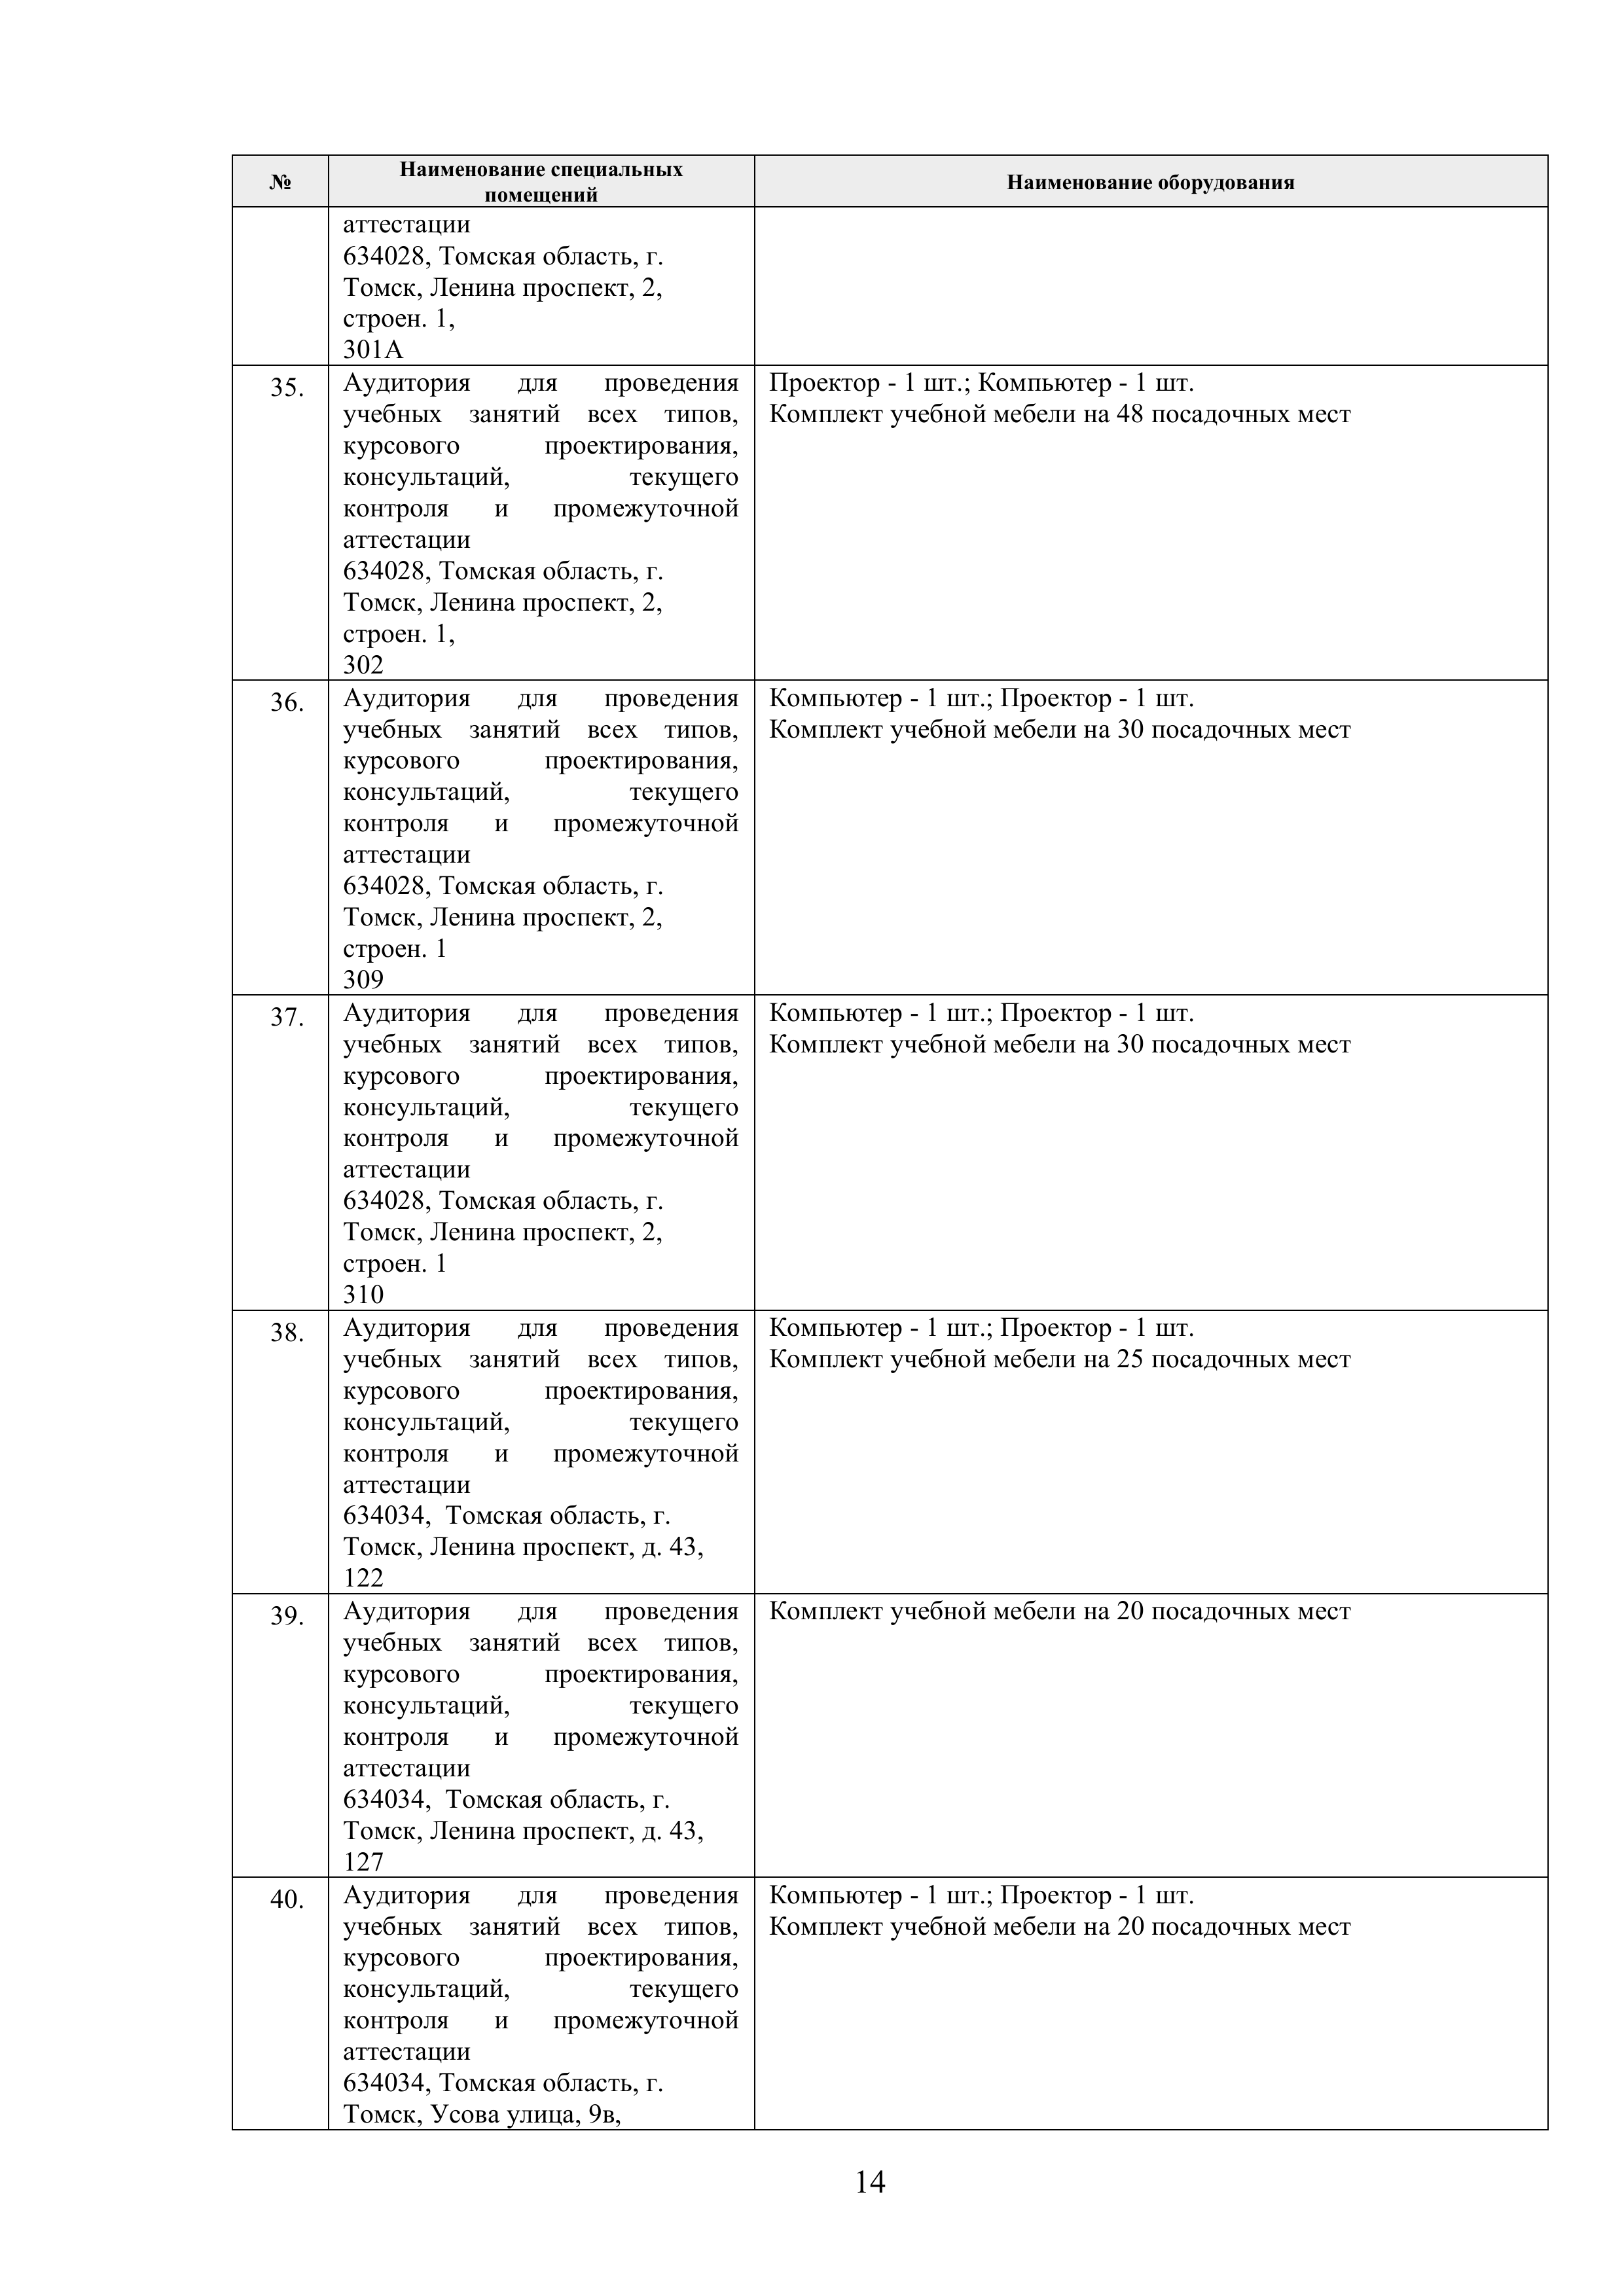 №
Наименование специальных
помещений
Наименование оборудования
аттестации
634028, Томская область, г.
Томск, Ленина проспект, 2,
строен. 1,
301А
35.
Аудитория для проведения
учебных занятий всех типов,
курсового проектирования,
консультаций, текущего
контроля и промежуточной
аттестации
634028, Томская область, г.
Томск, Ленина проспект, 2,
строен. 1,
302
Проектор - 1 шт.; Компьютер - 1 шт.
Комплект учебной мебели на 48 посадочных мест
36.
Аудитория для проведения
учебных занятий всех типов,
курсового проектирования,
консультаций, текущего
контроля и промежуточной
аттестации
634028, Томская область, г.
Томск, Ленина проспект, 2,
строен. 1
309
Компьютер - 1 шт.; Проектор - 1 шт.
Комплект учебной мебели на 30 посадочных мест
37.
Аудитория для проведения
учебных занятий всех типов,
курсового проектирования,
консультаций, текущего
контроля и промежуточной
аттестации
634028, Томская область, г.
Томск, Ленина проспект, 2,
строен. 1
310
Компьютер - 1 шт.; Проектор - 1 шт.
Комплект учебной мебели на 30 посадочных мест
38.
Аудитория для проведения
учебных занятий всех типов,
курсового проектирования,
консультаций, текущего
контроля и промежуточной
аттестации
634034, Томская область, г.
Томск, Ленина проспект, д. 43,
122
Компьютер - 1 шт.; Проектор - 1 шт.
Комплект учебной мебели на 25 посадочных мест
39.
Аудитория для проведения
учебных занятий всех типов,
курсового проектирования,
консультаций, текущего
контроля и промежуточной
аттестации
634034, Томская область, г.
Томск, Ленина проспект, д. 43,
127
Комплект учебной мебели на 20 посадочных мест
40.
Аудитория для проведения
учебных занятий всех типов,
курсового проектирования,
консультаций, текущего
контроля и промежуточной
аттестации
634034, Томская область, г.
Томск, Усова улица, 9в,
Компьютер - 1 шт.; Проектор - 1 шт.
Комплект учебной мебели на 20 посадочных мест
14